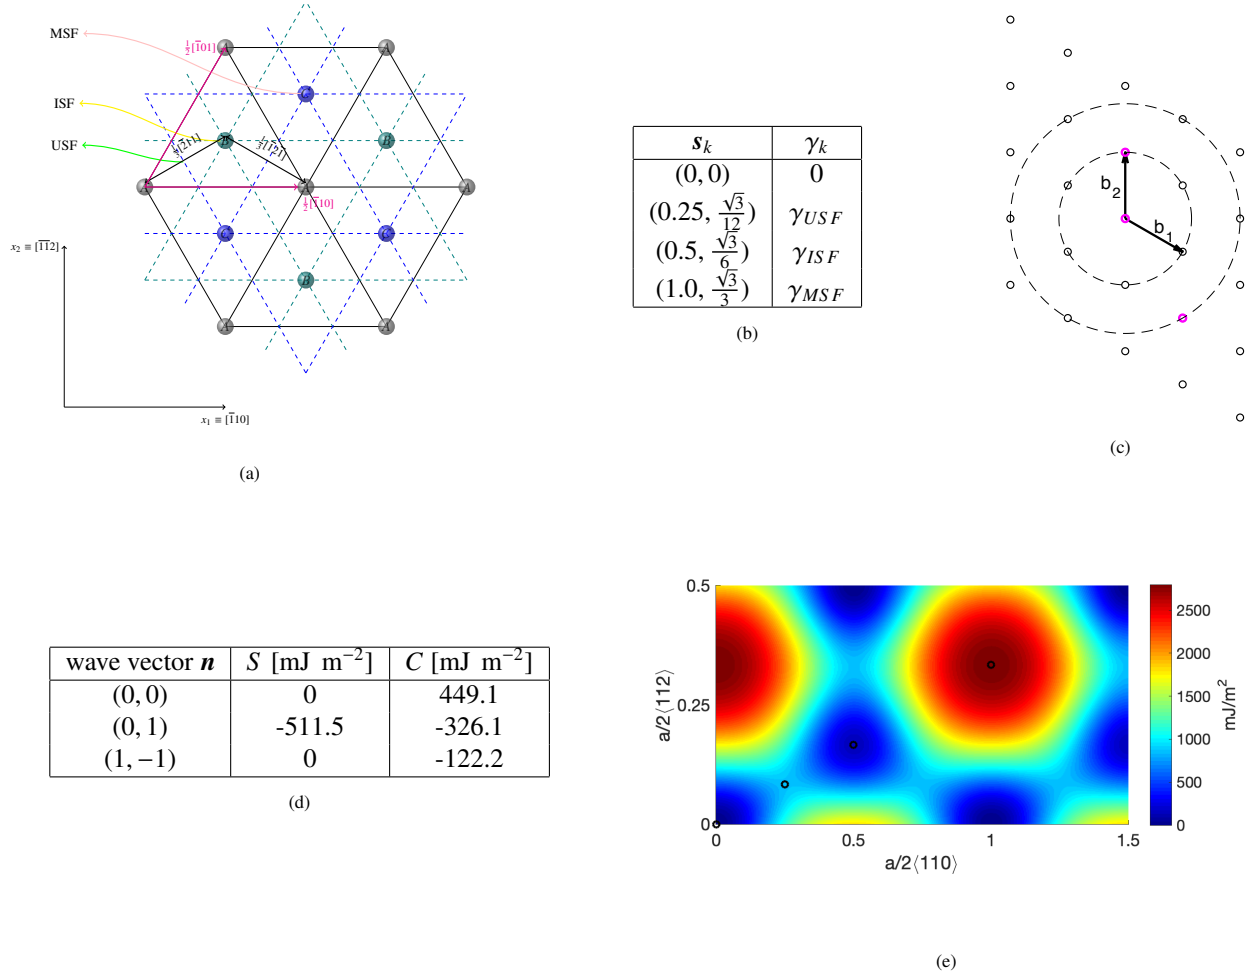 MSF
ISF
USF
½[1̅01]
A
A
C
B
B
⅓[2̅11]
⅓[1̅21̅]
A
A
A
½[1̅10]
C
C
B
A
A
x₂ ≡ [1̅1̅2]
x₁ ≡ [1̅10]
(a)
s_k γ_k
(0, 0) 0
(0.25, √3/12) γ_USF
(0.5, √3/6) γ_ISF
(1.0, √3/3) γ_MSF
(b)
b₂
b₁
(c)
wave vector n S [mJ m⁻²] C [mJ m⁻²]
(0, 0) 0 449.1
(0, 1) -511.5 -326.1
(1, −1) 0 -122.2
(d)
0.5
0.25
0
a/2⟨112⟩
0 0.5 1 1.5
a/2⟨110⟩
2500
2000
1500
1000
500
0
mJ/m²
(e)